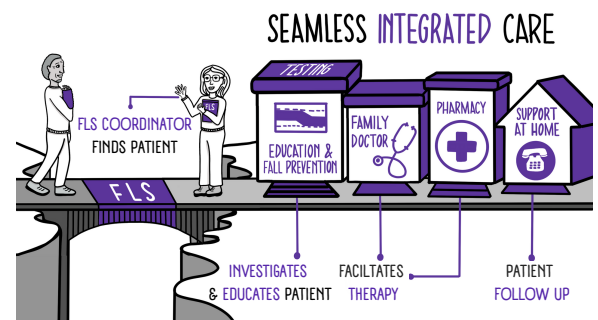 SEAMLESS INTEGRATED CARE
TESTING
EDUCATION &
FALL PREVENTION
FAMILY
DOCTOR
PHARMACY
SUPPORT
AT HOME
FLS
FLS COORDINATOR
FINDS PATIENT
FLS
INVESTIGATES
& EDUCATES PATIENT
FACILTATES
THERAPY
PATIENT
FOLLOW UP